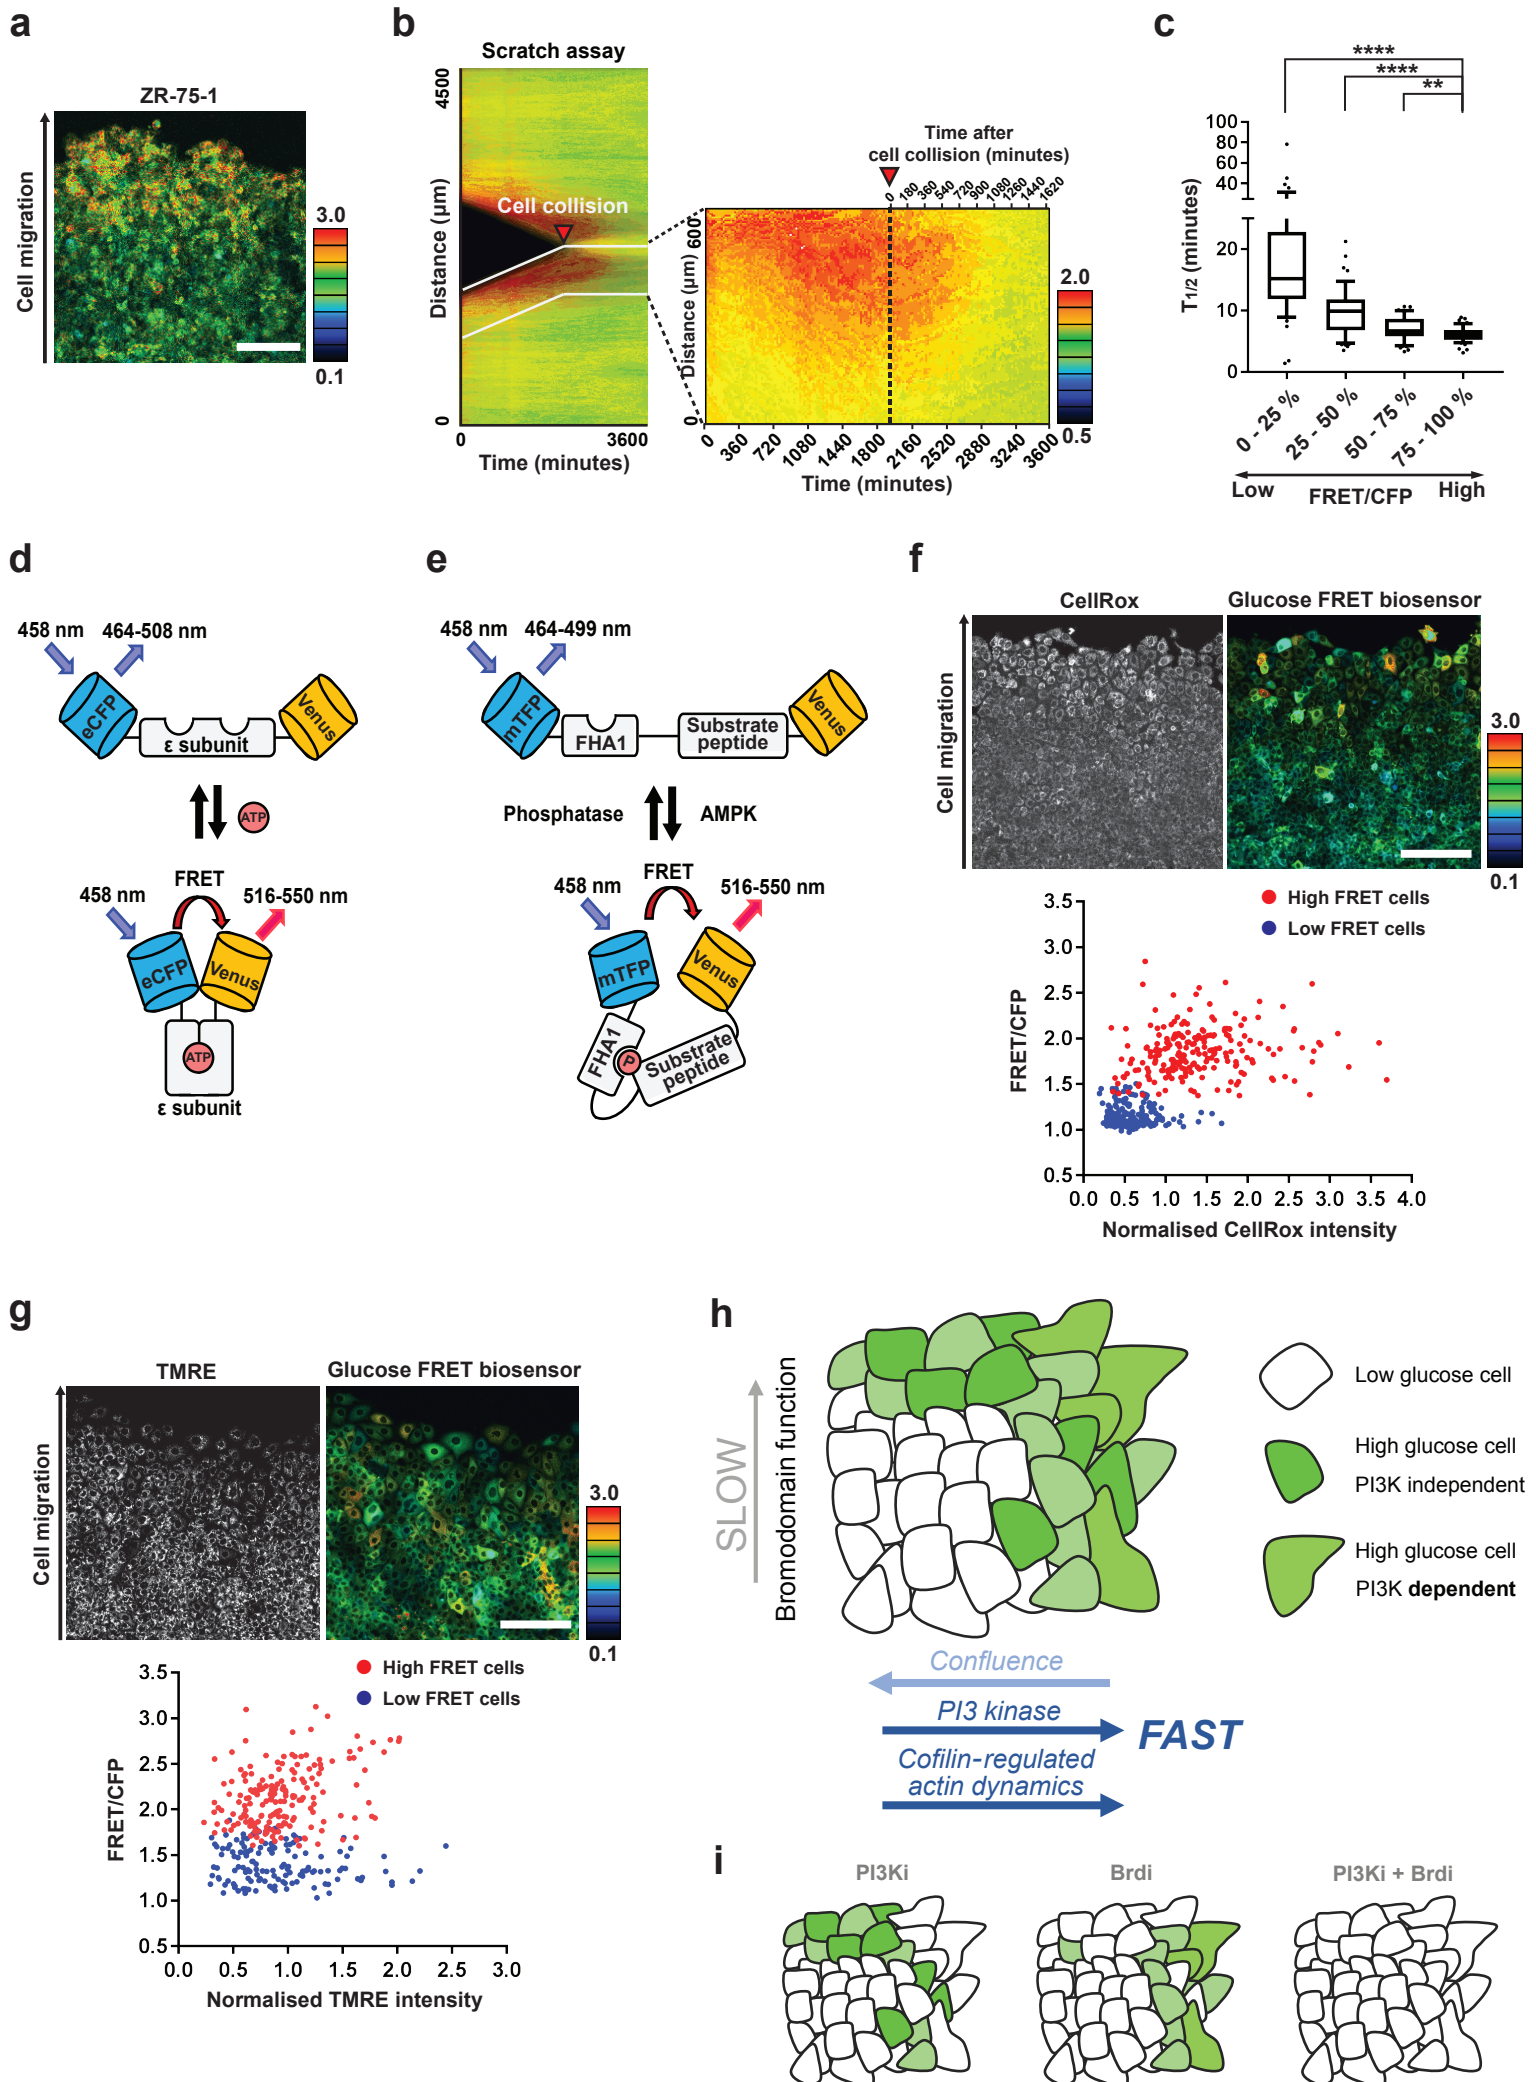 a
ZR-75-1
Cell migration
3.0
0.1
b
Scratch assay
4500
Distance (µm)
0
Cell collision
0
3600
Time (minutes)
Time after
cell collision (minutes)
0 180 360 540 720 900 1080 1260 1440 1620
600
Distance (µm)
0
0 360 720 1080 1440 1800 2160 2520 2880 3240 3600
Time (minutes)
2.0
0.5
c
****
****
**
100
80
60
40
20
10
0
T1/2 (minutes)
0 - 25 %
25 - 50 %
50 - 75 %
75 - 100 %
Low FRET/CFP High
d
458 nm 464-508 nm
eCFP
ε subunit
Venus
ATP
FRET
458 nm
516-550 nm
eCFP
Venus
ATP
ε subunit
e
458 nm 464-499 nm
mTFP
FHA1
Substrate
peptide
Venus
Phosphatase
AMPK
FRET
458 nm
516-550 nm
mTFP
Venus
FHA1
P
Substrate
peptide
f
CellRox
Glucose FRET biosensor
Cell migration
3.0
0.1
High FRET cells
Low FRET cells
3.5
3.0
2.5
2.0
1.5
1.0
0.5
FRET/CFP
0.0 0.5 1.0 1.5 2.0 2.5 3.0 3.5 4.0
Normalised CellRox intensity
g
TMRE
Glucose FRET biosensor
Cell migration
3.0
0.1
High FRET cells
Low FRET cells
3.5
3.0
2.5
2.0
1.5
1.0
0.5
FRET/CFP
0.0 0.5 1.0 1.5 2.0 2.5 3.0
Normalised TMRE intensity
h
SLOW
Bromodomain function
Low glucose cell
High glucose cell
PI3K independent
High glucose cell
PI3K dependent
Confluence
PI3 kinase
FAST
Cofilin-regulated
actin dynamics
i
PI3Ki
Brdi
PI3Ki + Brdi